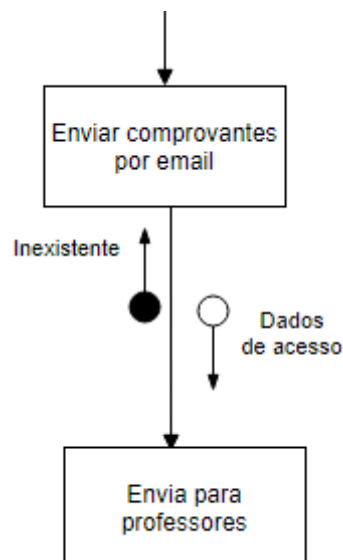 Enviar comprovantes
por email
Inexistente
Dados
de acesso
Envia para
professores